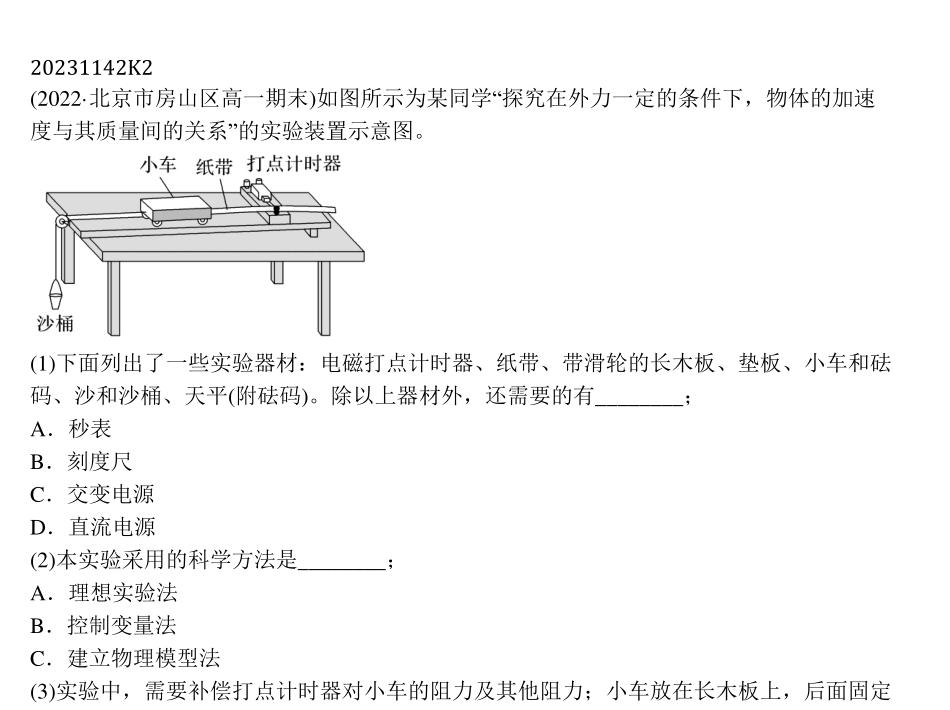 20231142K2
(2022·北京市房山区高一期末)如图所示为某同学“探究在外力一定的条件下，物体的加速
度与其质量间的关系”的实验装置示意图。
小车 纸带 打点计时器
沙桶
(1)下面列出了一些实验器材：电磁打点计时器、纸带、带滑轮的长木板、垫板、小车和砝
码、沙和沙桶、天平(附砝码)。除以上器材外，还需要的有________；
A．秒表
B．刻度尺
C．交变电源
D．直流电源
(2)本实验采用的科学方法是________；
A．理想实验法
B．控制变量法
C．建立物理模型法
(3)实验中，需要补偿打点计时器对小车的阻力及其他阻力；小车放在长木板上，后面固定